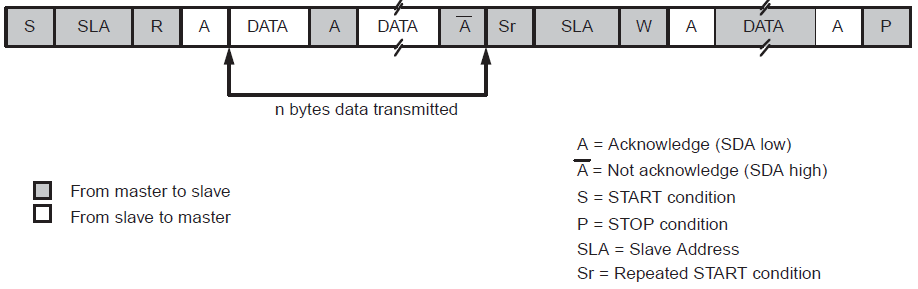 S SLA R A DATA A DATA A̅ Sr SLA W A DATA A P
n bytes data transmitted
A = Acknowledge (SDA low)
A̅ = Not acknowledge (SDA high)
From master to slave
S = START condition
From slave to master
P = STOP condition
SLA = Slave Address
Sr = Repeated START condition